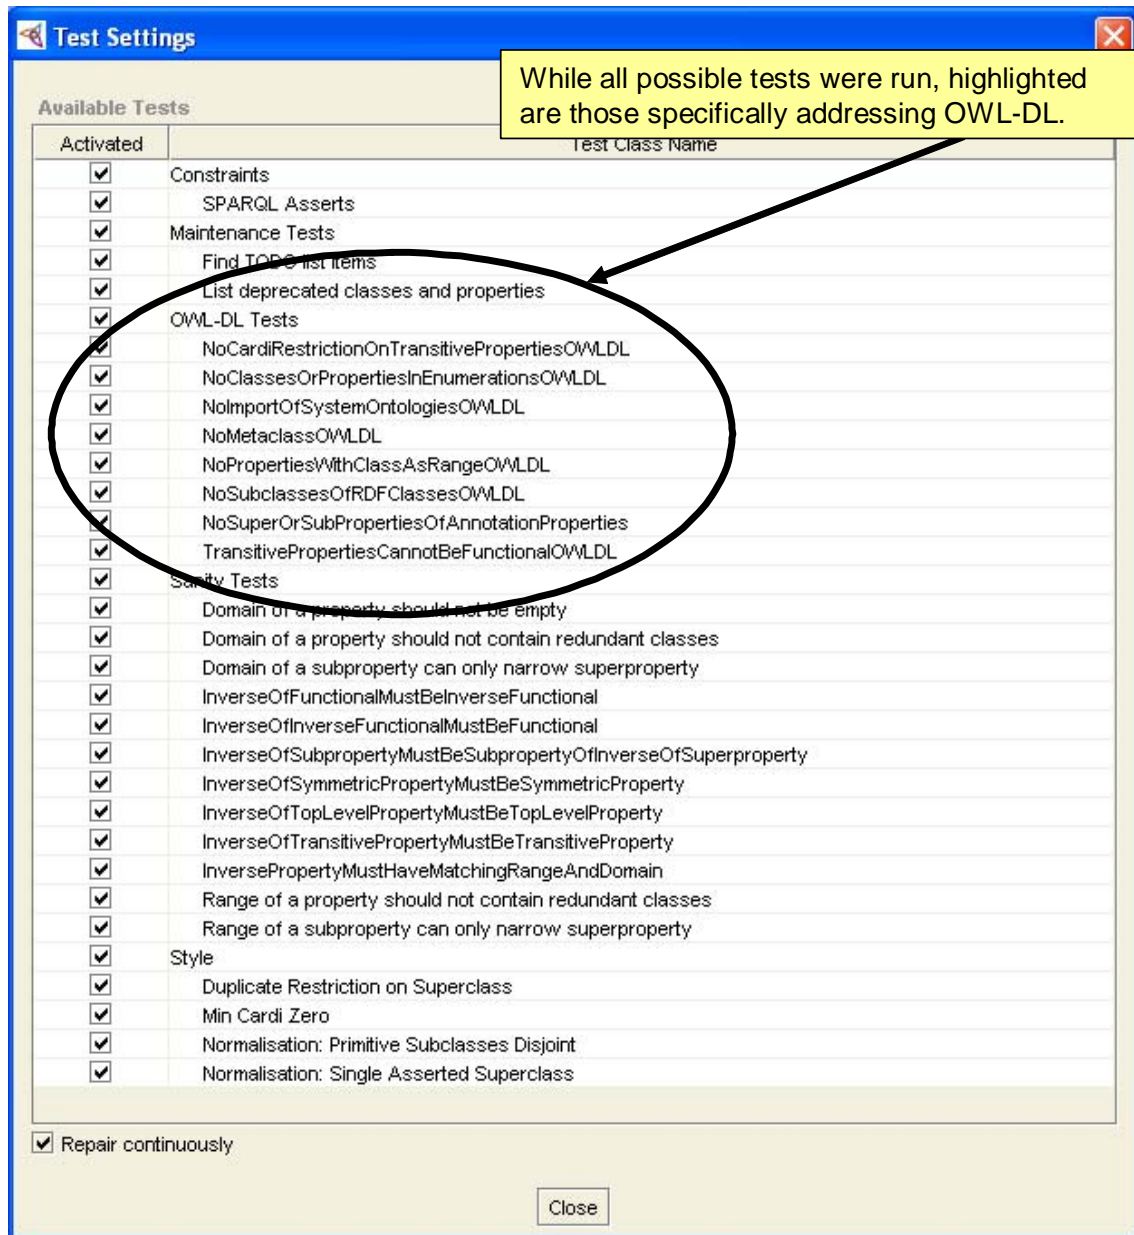 Test Settings
While all possible tests were run, highlighted
are those specifically addressing OWL-DL.
Available Tests
Activated Test Class Name
Constraints
SPARQL Asserts
Maintenance Tests
Find TODO list items
List deprecated classes and properties
OWL-DL Tests
NoCardiRestrictionOnTransitivePropertiesOWLDL
NoClassesOrPropertiesInEnumerationsOWLDL
NoImportOfSystemOntologiesOWLDL
NoMetaclassOWLDL
NoPropertiesWithClassAsRangeOWLDL
NoSubclassesOfRDFClassesOWLDL
NoSuperOrSubPropertiesOfAnnotationProperties
TransitivePropertiesCannotBeFunctionalOWLDL
Sanity Tests
Domain of a property should not be empty
Domain of a property should not contain redundant classes
Domain of a subproperty can only narrow superproperty
InverseOfFunctionalMustBeInverseFunctional
InverseOfInverseFunctionalMustBeFunctional
InverseOfSubpropertyMustBeSubpropertyOfInverseOfSuperproperty
InverseOfSymmetricPropertyMustBeSymmetricProperty
InverseOfTopLevelPropertyMustBeTopLevelProperty
InverseOfTransitivePropertyMustBeTransitiveProperty
InversePropertyMustHaveMatchingRangeAndDomain
Range of a property should not contain redundant classes
Range of a subproperty can only narrow superproperty
Style
Duplicate Restriction on Superclass
Min Cardi Zero
Normalisation: Primitive Subclasses Disjoint
Normalisation: Single Asserted Superclass
Repair continuously
Close